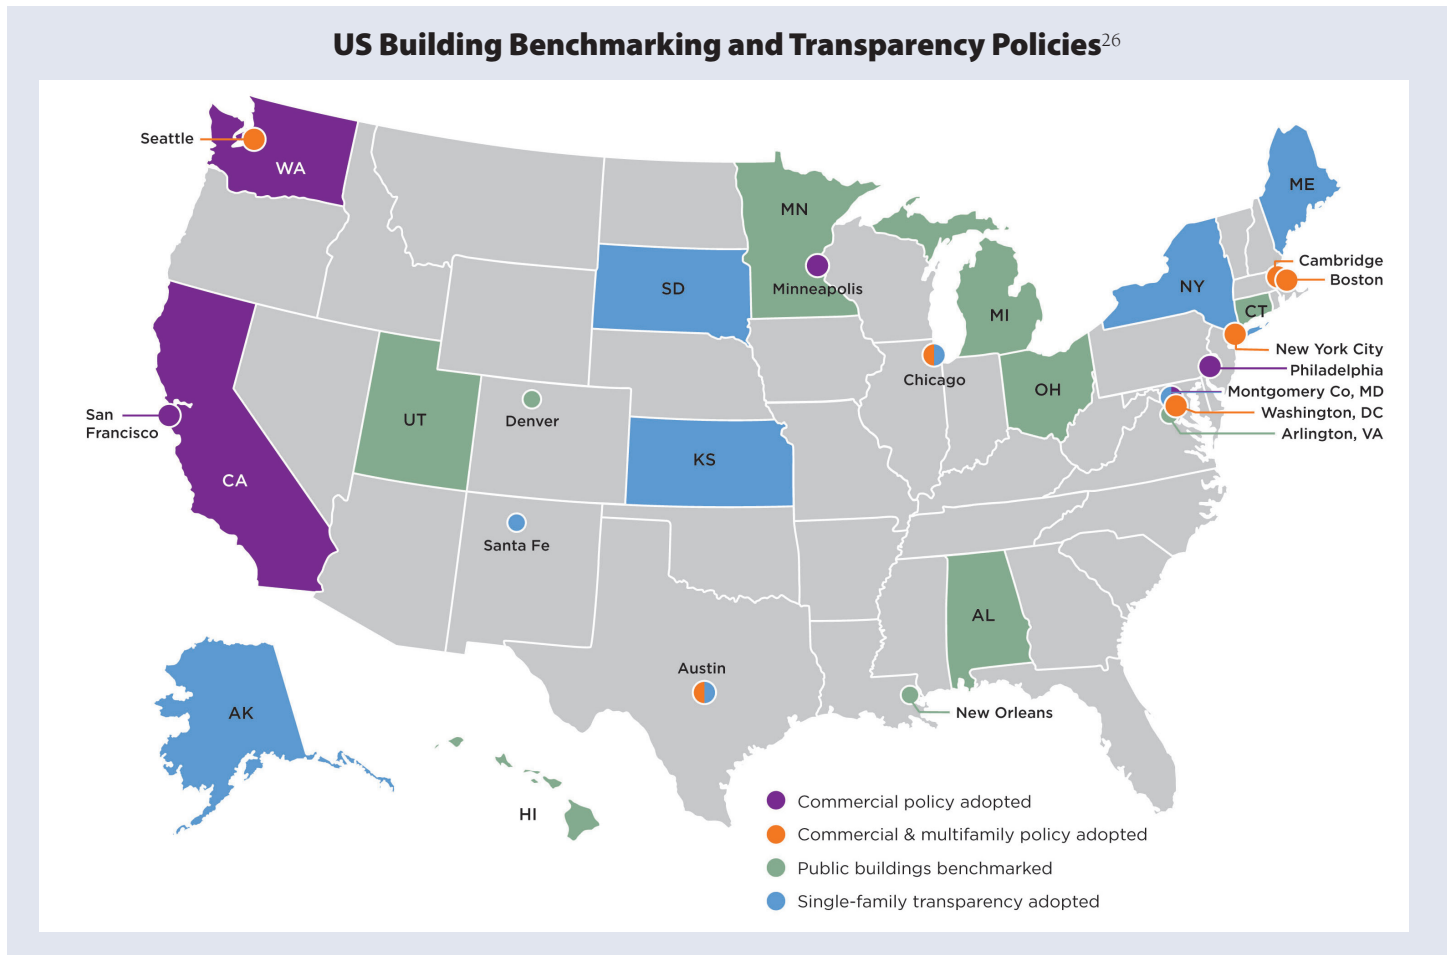 US Building Benchmarking and Transparency Policies26
Seattle
WA
MN
ME
Cambridge
Boston
Minneapolis
SD
NY
MI
CT
New York City
Philadelphia
Chicago
Montgomery Co, MD
Washington, DC
Arlington, VA
OH
UT
Denver
San
Francisco
KS
CA
Santa Fe
AL
Austin
New Orleans
AK
HI
Commercial policy adopted
Commercial & multifamily policy adopted
Public buildings benchmarked
Single-family transparency adopted